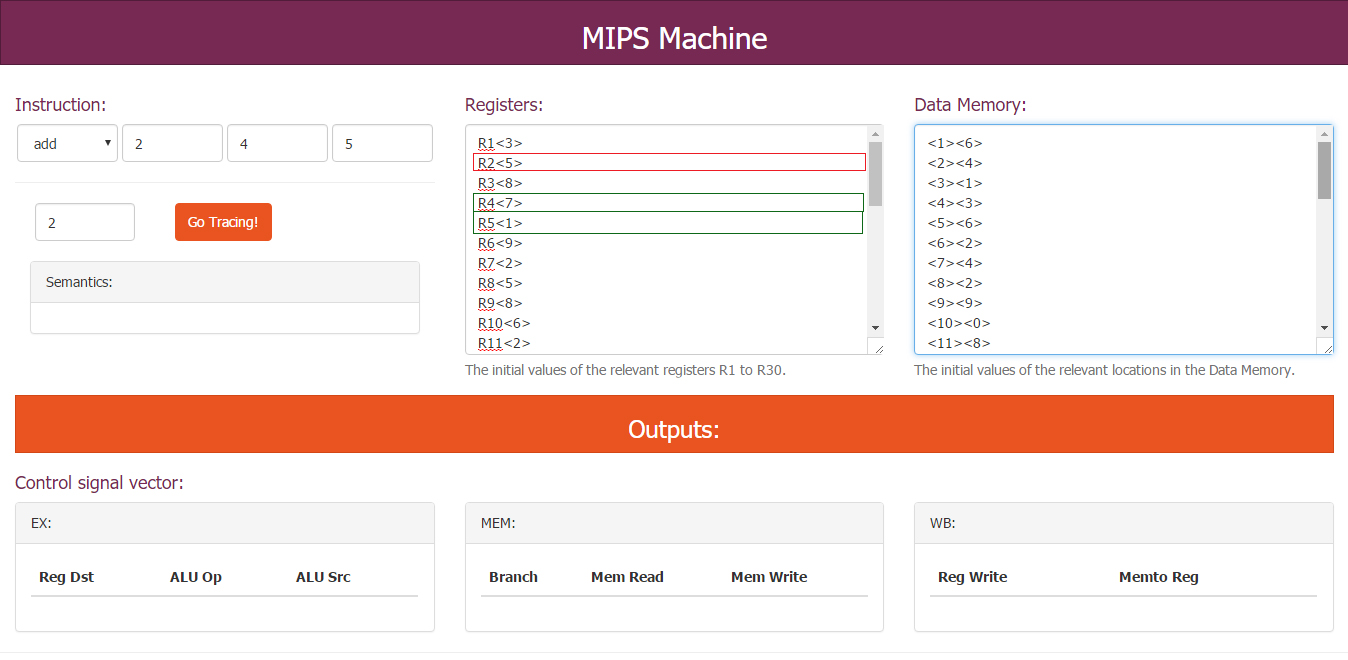 MIPS Machine
Instruction:
add 2 4 5
2 Go Tracing!
Semantics:
Registers:
R1<3>
R2<5>
R3<8>
R4<7>
R5<1>
R6<9>
R7<2>
R8<5>
R9<8>
R10<6>
R11<2>
The initial values of the relevant registers R1 to R30.
Data Memory:
<1><6>
<2><4>
<3><1>
<4><3>
<5><6>
<6><2>
<7><4>
<8><2>
<9><9>
<10><0>
<11><8>
The initial values of the relevant locations in the Data Memory.
Outputs:
Control signal vector:
EX:
Reg Dst ALU Op ALU Src
MEM:
Branch Mem Read Mem Write
WB:
Reg Write Memto Reg